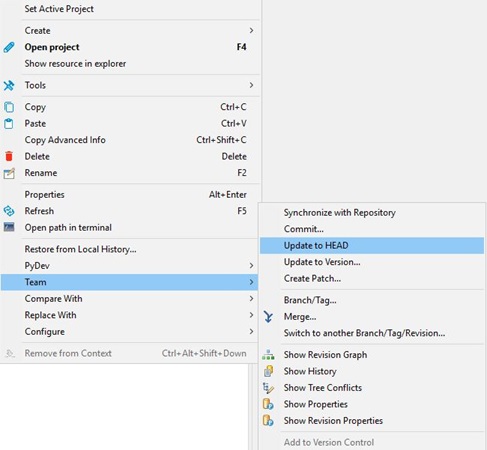 Set Active Project
Create
Open project F4
Show resource in explorer
Tools
Copy Ctrl+C
Paste Ctrl+V
Copy Advanced Info Ctrl+Shift+C
Delete Delete
Rename F2
Properties Alt+Enter
Refresh F5
Open path in terminal
Restore from Local History...
PyDev
Team
Compare With
Replace With
Configure
Remove from Context Ctrl+Alt+Shift+Down
Synchronize with Repository
Commit...
Update to HEAD
Update to Version...
Create Patch...
Branch/Tag...
Merge...
Switch to another Branch/Tag/Revision...
Show Revision Graph
Show History
Show Tree Conflicts
Show Properties
Show Revision Properties
Add to Version Control